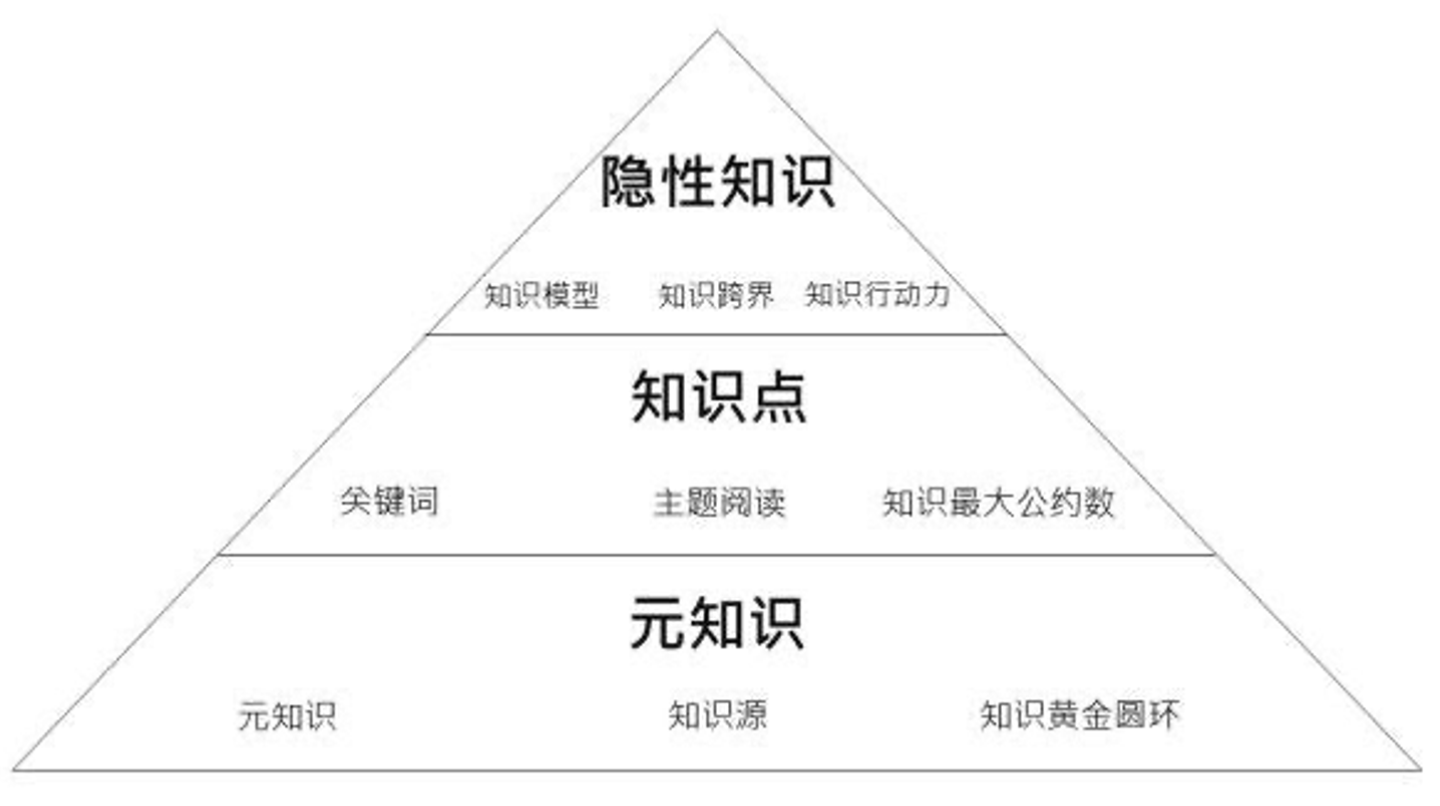 隐性知识
知识模型 知识跨界 知识行动力
知识点
关键词 主题阅读 知识最大公约数
元知识
元知识 知识源 知识黄金圆环